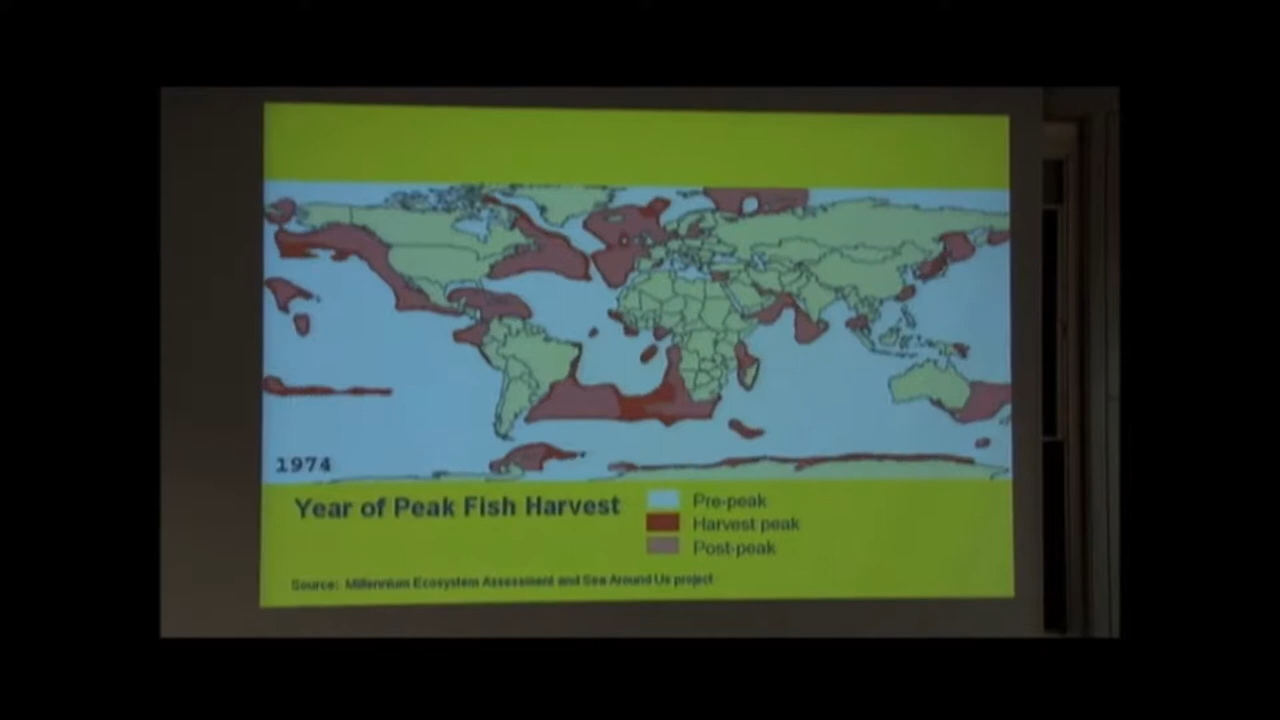 1974
Year of Peak Fish Harvest
Pre-peak
Harvest peak
Post-peak
Source: Millennium Ecosystem Assessment and Sea Around Us project